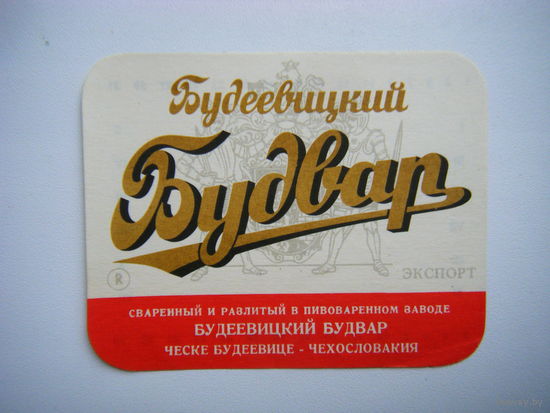 Будеевицкий
Будвар
® ЭКСПОРТ
СВАРЕННЫЙ И РАЗЛИТЫЙ В ПИВОВАРЕННОМ ЗАВОДЕ
БУДЕЕВИЦКИЙ БУДВАР
ЧЕСКЕ БУДЕЕВИЦЕ - ЧЕХОСЛОВАКИЯ